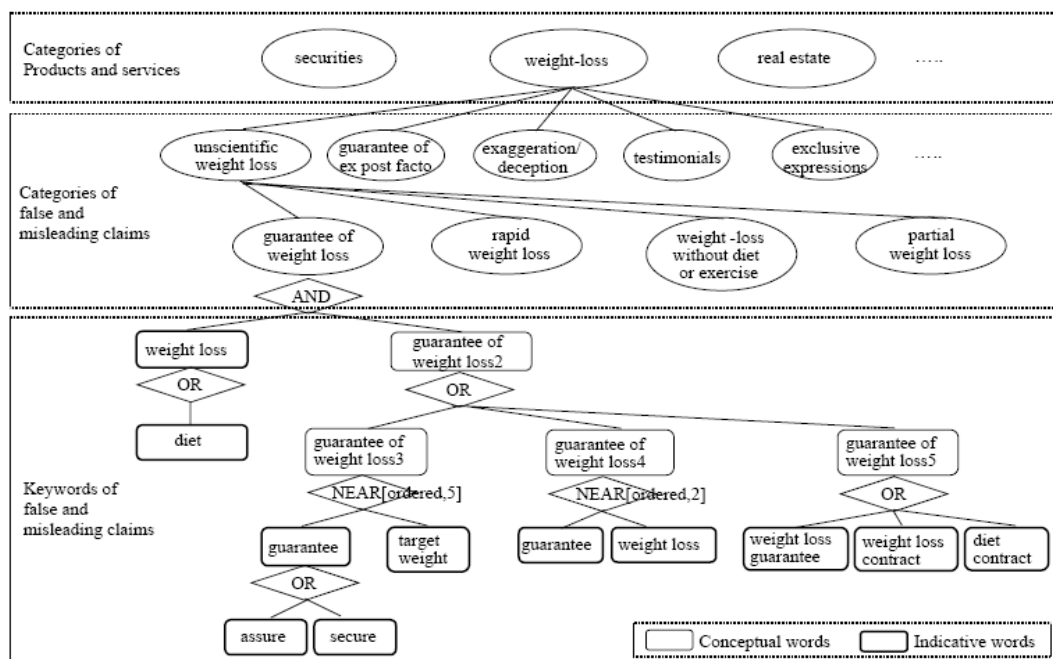 Categories of
Products and services
securities
weight-loss
real estate
.....
Categories of
false and
misleading claims
unscientific
weight loss
guarantee of
ex post facto
exaggeration/
deception
testimonials
exclusive
expressions
.....
guarantee of
weight loss
rapid
weight loss
weight -loss
without diet
or exercise
partial
weight loss
AND
Keywords of
false and
misleading claims
weight loss
OR
diet
guarantee of
weight loss2
OR
guarantee of
weight loss3
NEAR[ordered,5]
guarantee
target
weight
OR
assure
secure
guarantee of
weight loss4
NEAR[ordered,2]
guarantee
weight loss
guarantee of
weight loss5
OR
weight loss
guarantee
weight loss
contract
diet
contract
Conceptual words
Indicative words